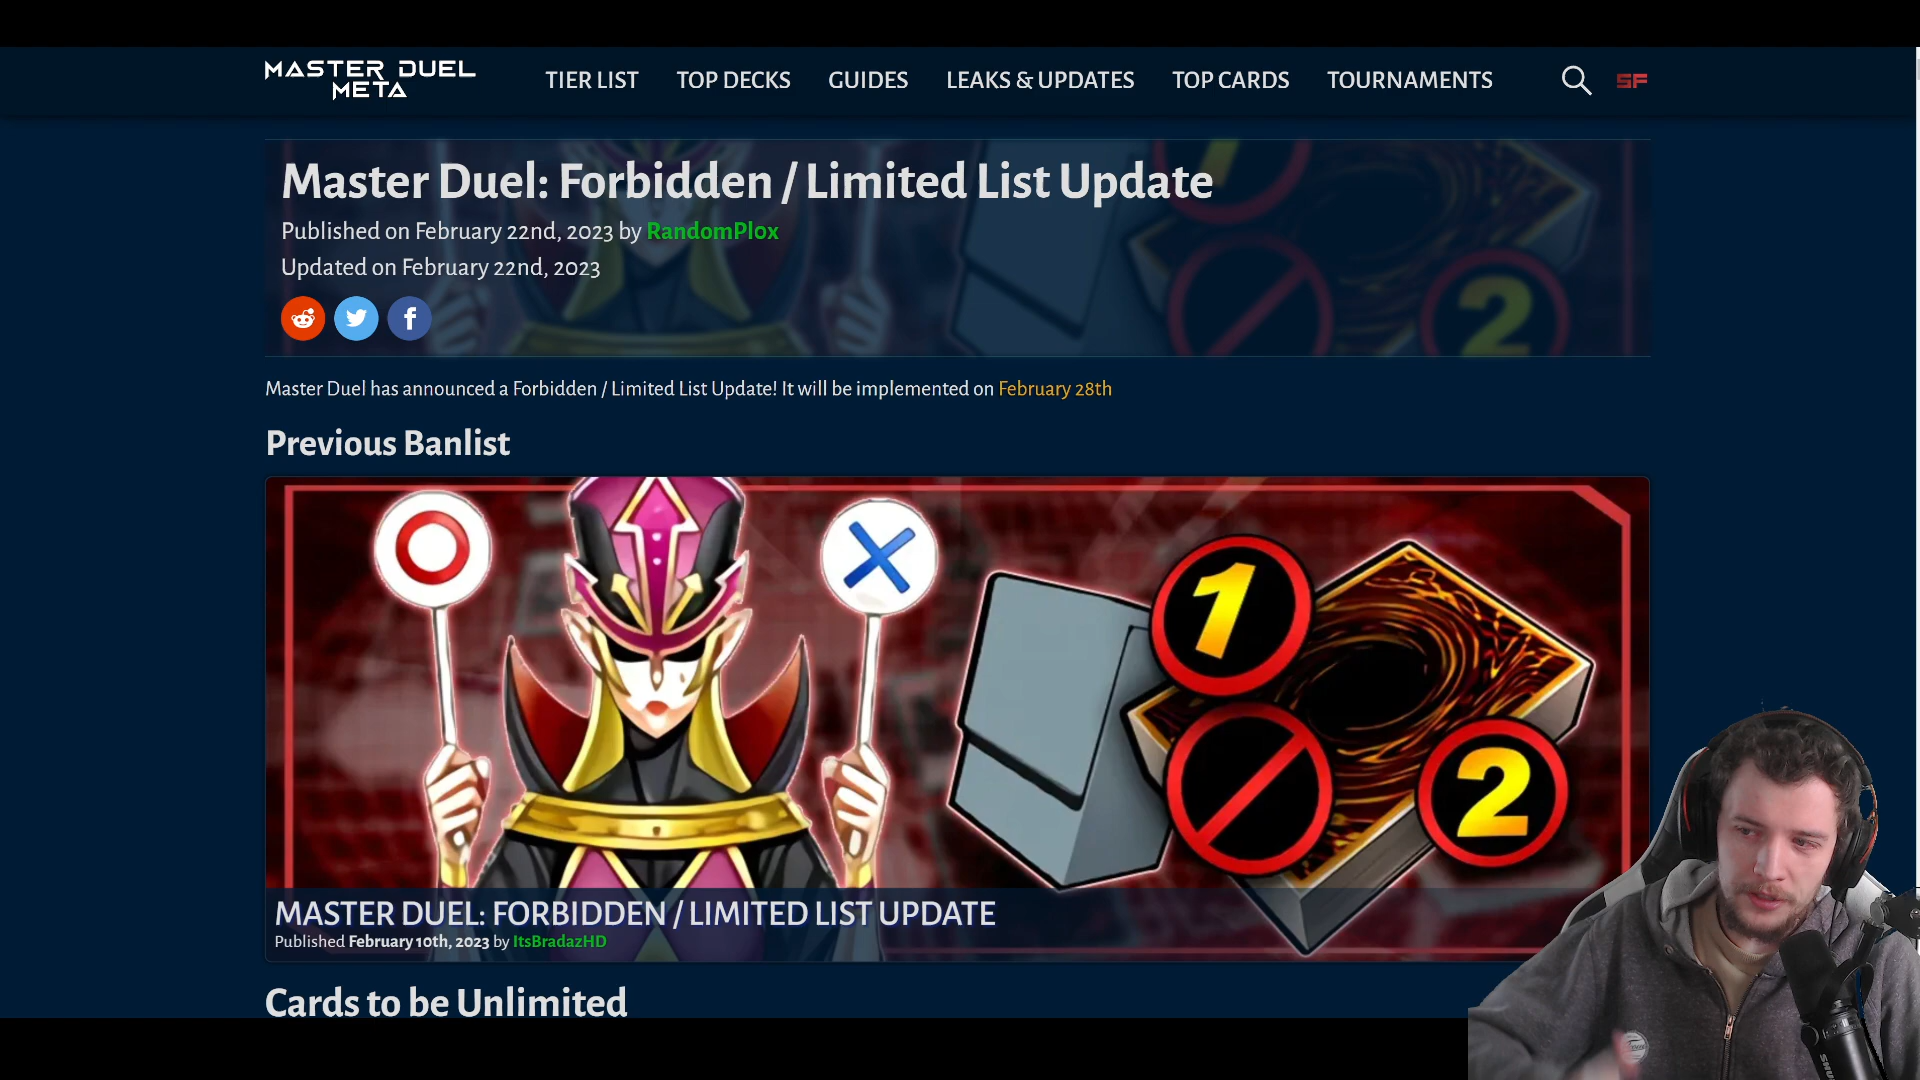 MASTER DUEL
META
TIER LIST
TOP DECKS
GUIDES
LEAKS & UPDATES
TOP CARDS
TOURNAMENTS
SF
Master Duel: Forbidden / Limited List Update
Published on February 22nd, 2023 by RandomPl0x
Updated on February 22nd, 2023
Master Duel has announced a Forbidden / Limited List Update! It will be implemented on February 28th
Previous Banlist
1
2
MASTER DUEL: FORBIDDEN / LIMITED LIST UPDATE
Published February 10th, 2023 by ItsBradazHD
Cards to be Unlimited